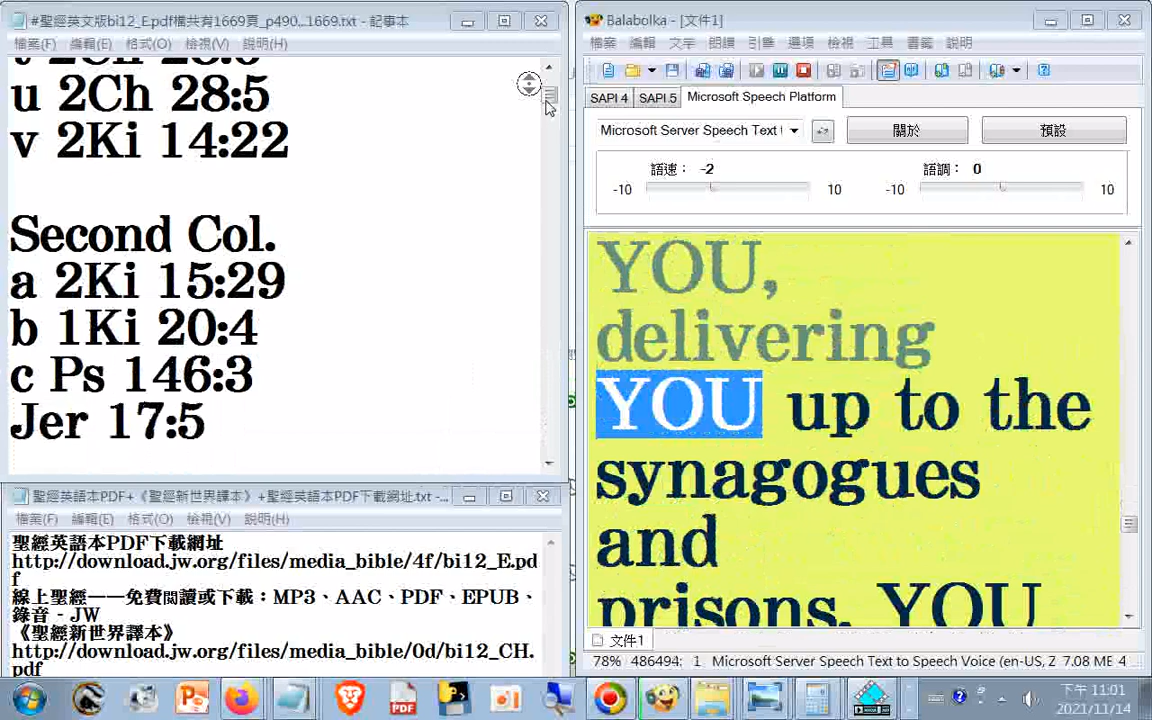 #聖經英文版bi12_E.pdf檔共有1669頁_p490,..1669.txt - 記事本
檔案(F) 編輯(E) 格式(O) 檢視(V) 說明(H)
u 2Ch 28:5
v 2Ki 14:22
Second Col.
a 2Ki 15:29
b 1Ki 20:4
c Ps 146:3
Jer 17:5
聖經英語本PDF+《聖經新世界譯本》+聖經英語本PDF下載網址.txt -...
檔案(F) 編輯(E) 格式(O) 檢視(V) 說明(H)
聖經英語本PDF下載網址
http://download.jw.org/files/media_bible/4f/bi12_E.pd
f
線上聖經──免費閱讀或下載：MP3、AAC、PDF、EPUB、
錄音 - JW
《聖經新世界譯本》
http://download.jw.org/files/media_bible/0d/bi12_CH.
pdf
Balabolka - [文件1]
檔案 編輯 文字 朗讀 引擎 選項 檢視 工具 書籤 說明
SAPI 4 SAPI 5 Microsoft Speech Platform
Microsoft Server Speech Text 關於 預設
語速： -2 語調： 0
-10 10 -10 10
YOU,
delivering
YOU up to the
synagogues
and
prisons, YOU
文件1
78% 486494: 1 Microsoft Server Speech Text to Speech Voice (en-US, Z 7.08 ME 4
下午 11:01
2021/11/14